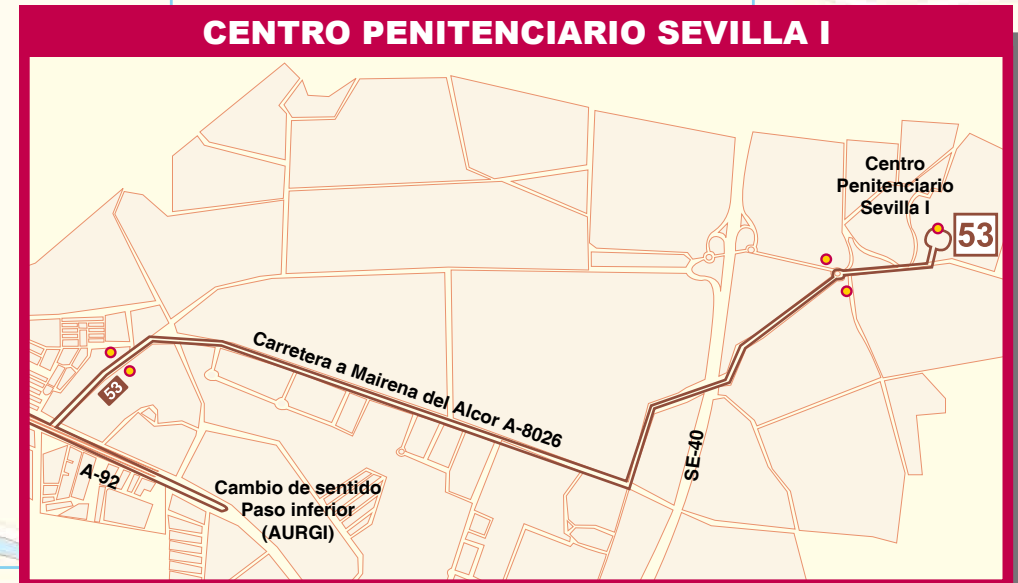 CENTRO PENITENCIARIO SEVILLA I
Centro
Penitenciario
Sevilla I
53
Carretera a Mairena del Alcor A-8026
53
SE-40
A-92
Cambio de sentido
Paso inferior
(AURGI)